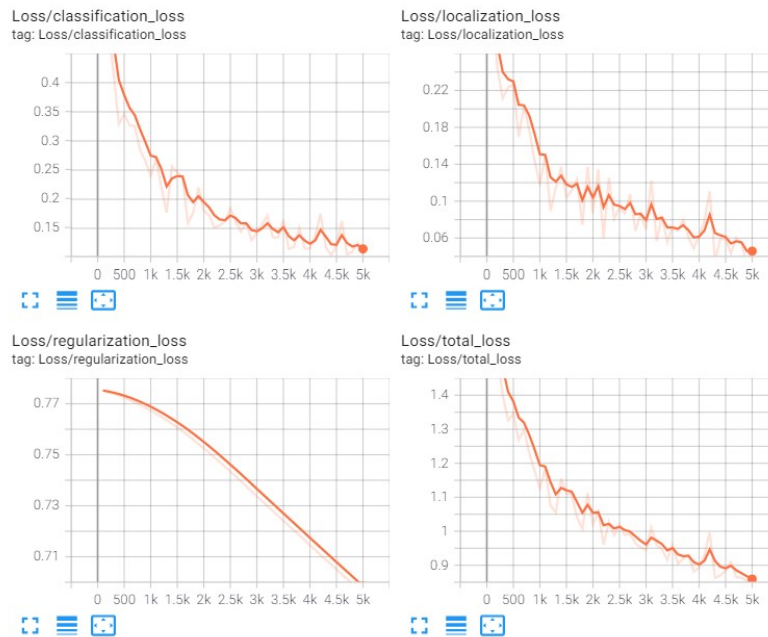 Loss/classification_loss
tag: Loss/classification_loss
0.4
0.35
0.3
0.25
0.2
0.15
0 500 1k 1.5k 2k 2.5k 3k 3.5k 4k 4.5k 5k
Loss/localization_loss
tag: Loss/localization_loss
0.22
0.18
0.14
0.1
0.06
0 500 1k 1.5k 2k 2.5k 3k 3.5k 4k 4.5k 5k
Loss/regularization_loss
tag: Loss/regularization_loss
0.77
0.75
0.73
0.71
0 500 1k 1.5k 2k 2.5k 3k 3.5k 4k 4.5k 5k
Loss/total_loss
tag: Loss/total_loss
1.4
1.3
1.2
1.1
1
0.9
0 500 1k 1.5k 2k 2.5k 3k 3.5k 4k 4.5k 5k